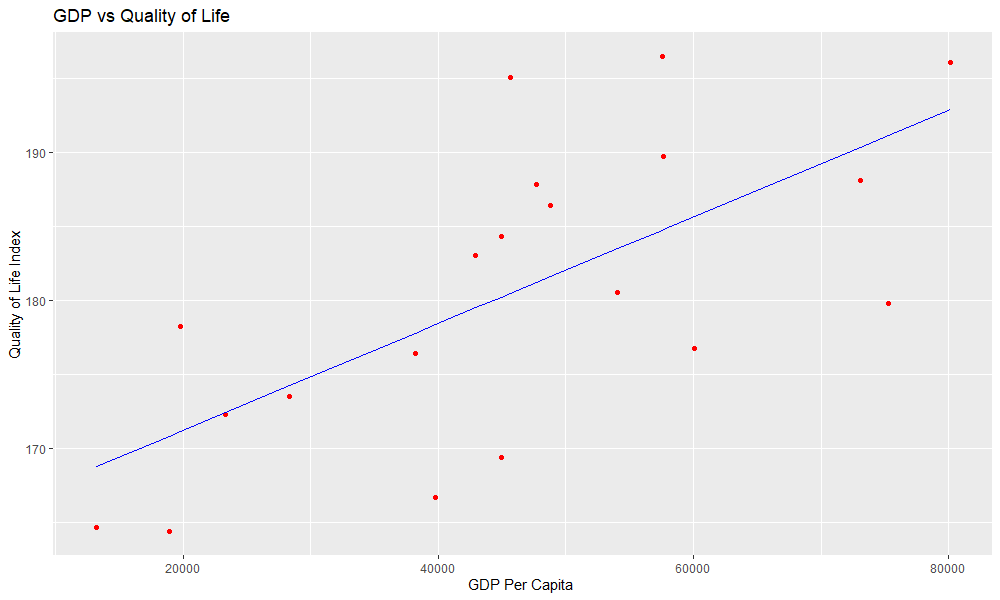 GDP vs Quality of Life
Quality of Life Index
190
180
170
20000
40000
60000
80000
GDP Per Capita